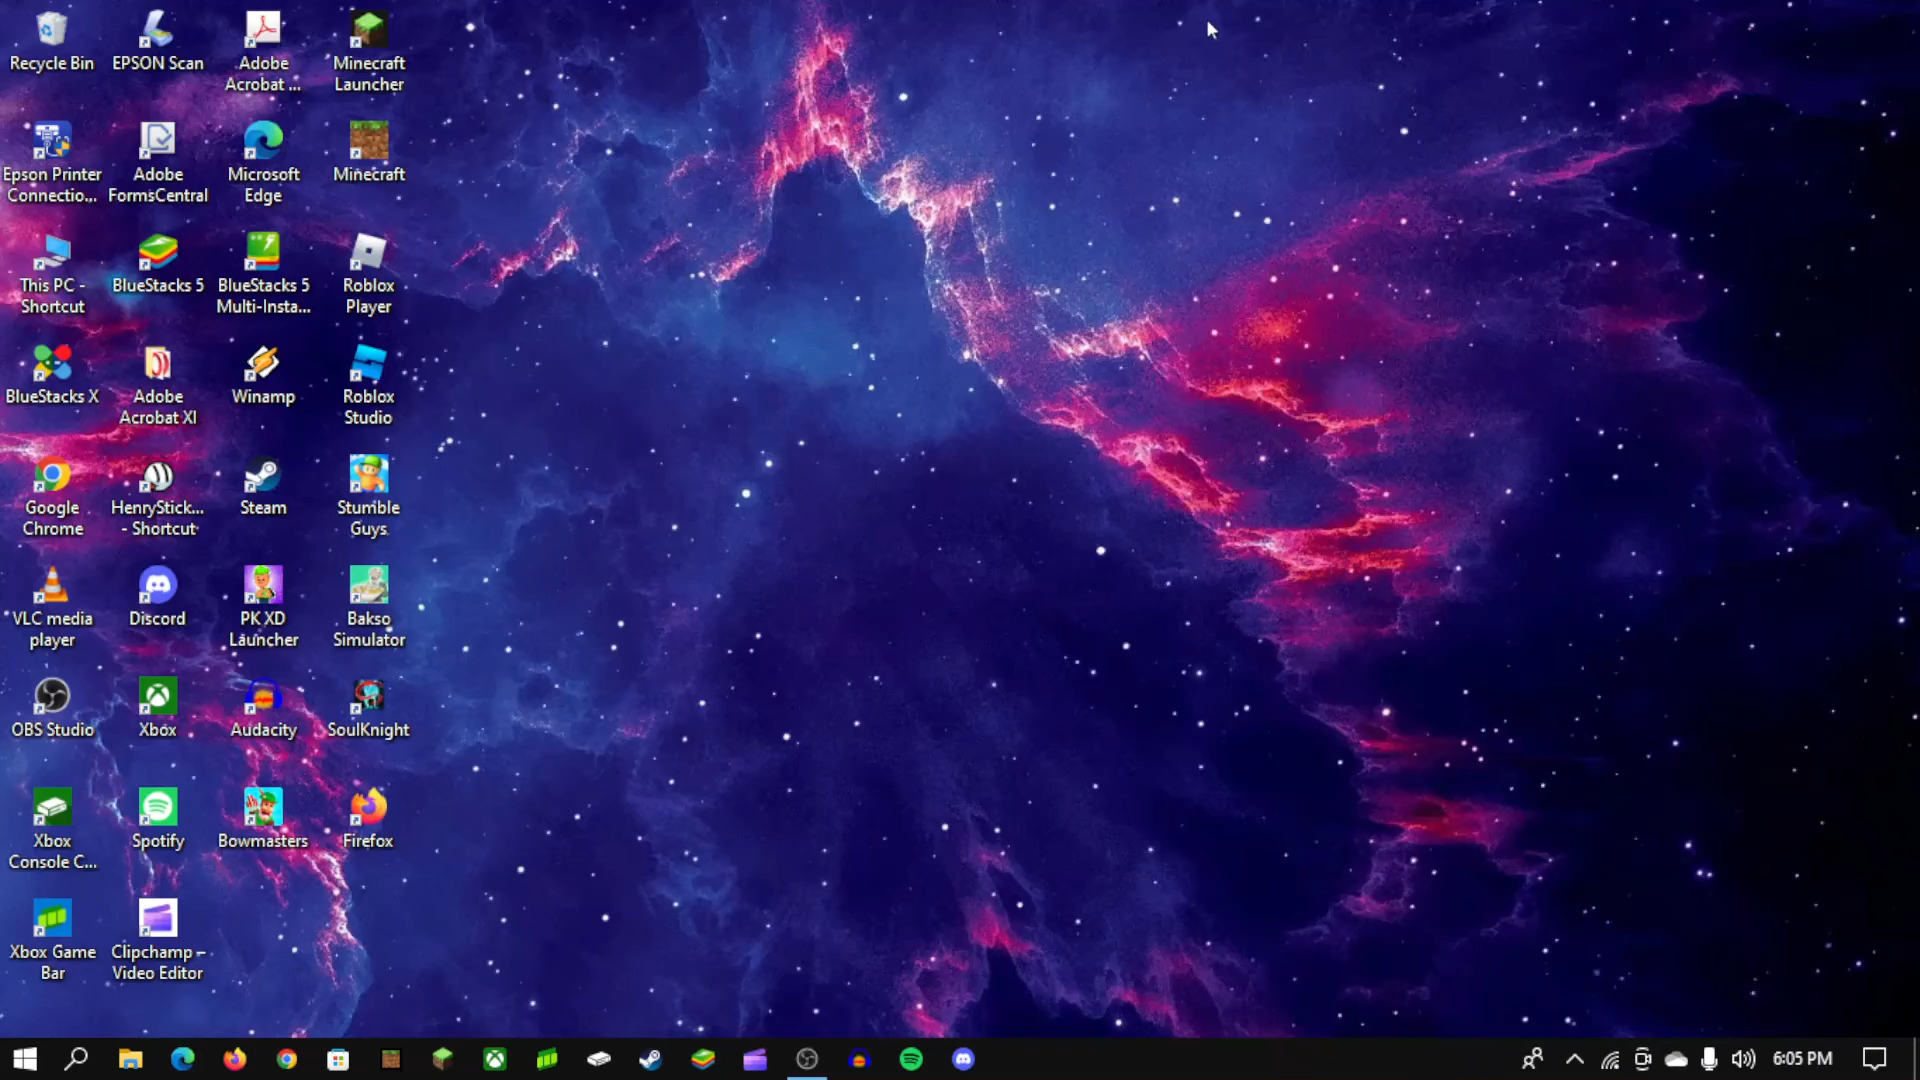 Recycle Bin
EPSON Scan
Adobe
Acrobat ...
Minecraft
Launcher
Epson Printer
Connectio...
Adobe
FormsCentral
Microsoft
Edge
Minecraft
This PC -
Shortcut
BlueStacks 5
BlueStacks 5
Multi-Insta...
Roblox
Player
BlueStacks X
Adobe
Acrobat XI
Winamp
Roblox
Studio
Google
Chrome
HenryStick...
- Shortcut
Steam
Stumble
Guys
VLC media
player
Discord
PK XD
Launcher
Bakso
Simulator
OBS Studio
Xbox
Audacity
SoulKnight
Xbox
Console C...
Spotify
Bowmasters
Firefox
Xbox Game
Bar
Clipchamp –
Video Editor
6:05 PM